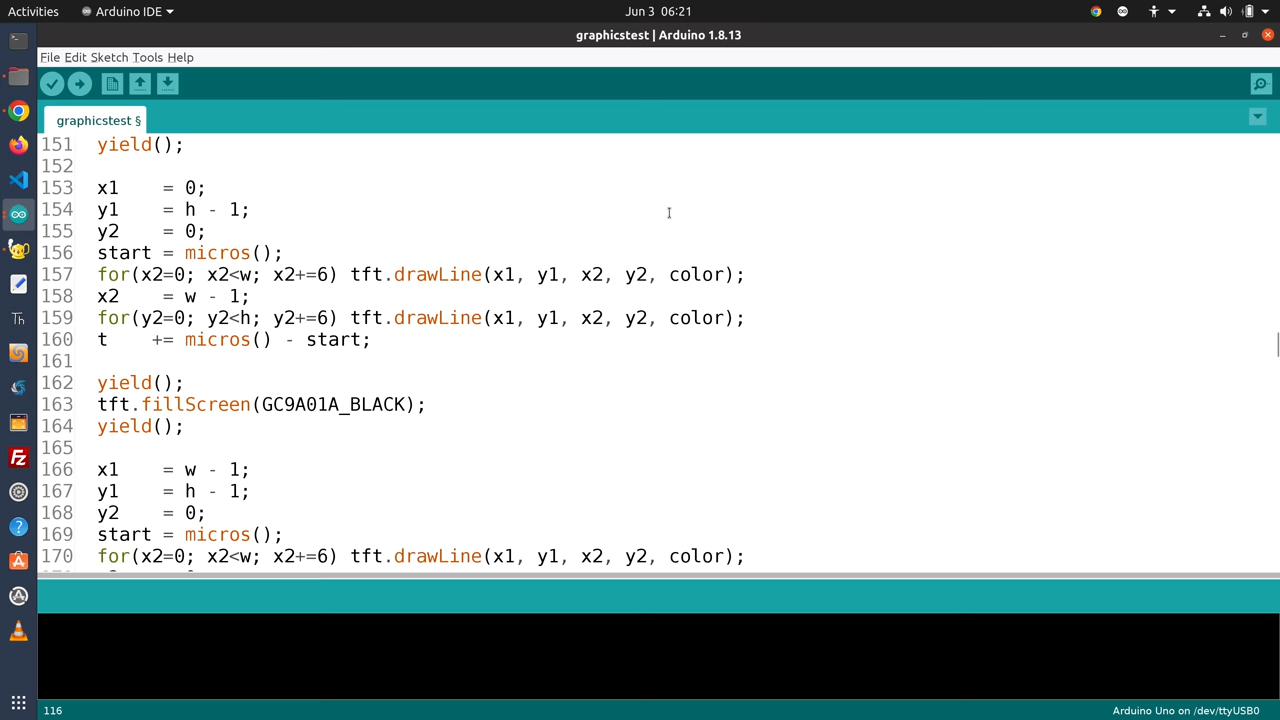 Activities
Arduino IDE
Jun 3 06:21
graphicstest | Arduino 1.8.13
File Edit Sketch Tools Help
graphicstest §
151 yield();
152
153 x1 = 0;
154 y1 = h - 1;
155 y2 = 0;
156 start = micros();
157 for(x2=0; x2<w; x2+=6) tft.drawLine(x1, y1, x2, y2, color);
158 x2 = w - 1;
159 for(y2=0; y2<h; y2+=6) tft.drawLine(x1, y1, x2, y2, color);
160 t += micros() - start;
161
162 yield();
163 tft.fillScreen(GC9A01A_BLACK);
164 yield();
165
166 x1 = w - 1;
167 y1 = h - 1;
168 y2 = 0;
169 start = micros();
170 for(x2=0; x2<w; x2+=6) tft.drawLine(x1, y1, x2, y2, color);
Th
Fz
?
A
116
Arduino Uno on /dev/ttyUSB0